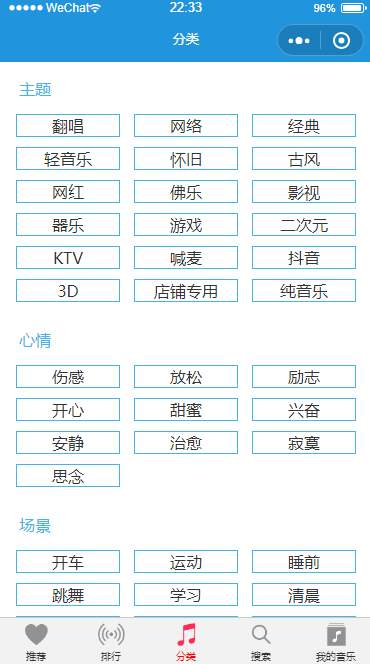 WeChat 22:33 96%
分类
主题
翻唱 网络 经典
轻音乐 怀旧 古风
网红 佛乐 影视
器乐 游戏 二次元
KTV 喊麦 抖音
3D 店铺专用 纯音乐
心情
伤感 放松 励志
开心 甜蜜 兴奋
安静 治愈 寂寞
思念
场景
开车 运动 睡前
跳舞 学习 清晨
推荐 排行 分类 搜索 我的音乐